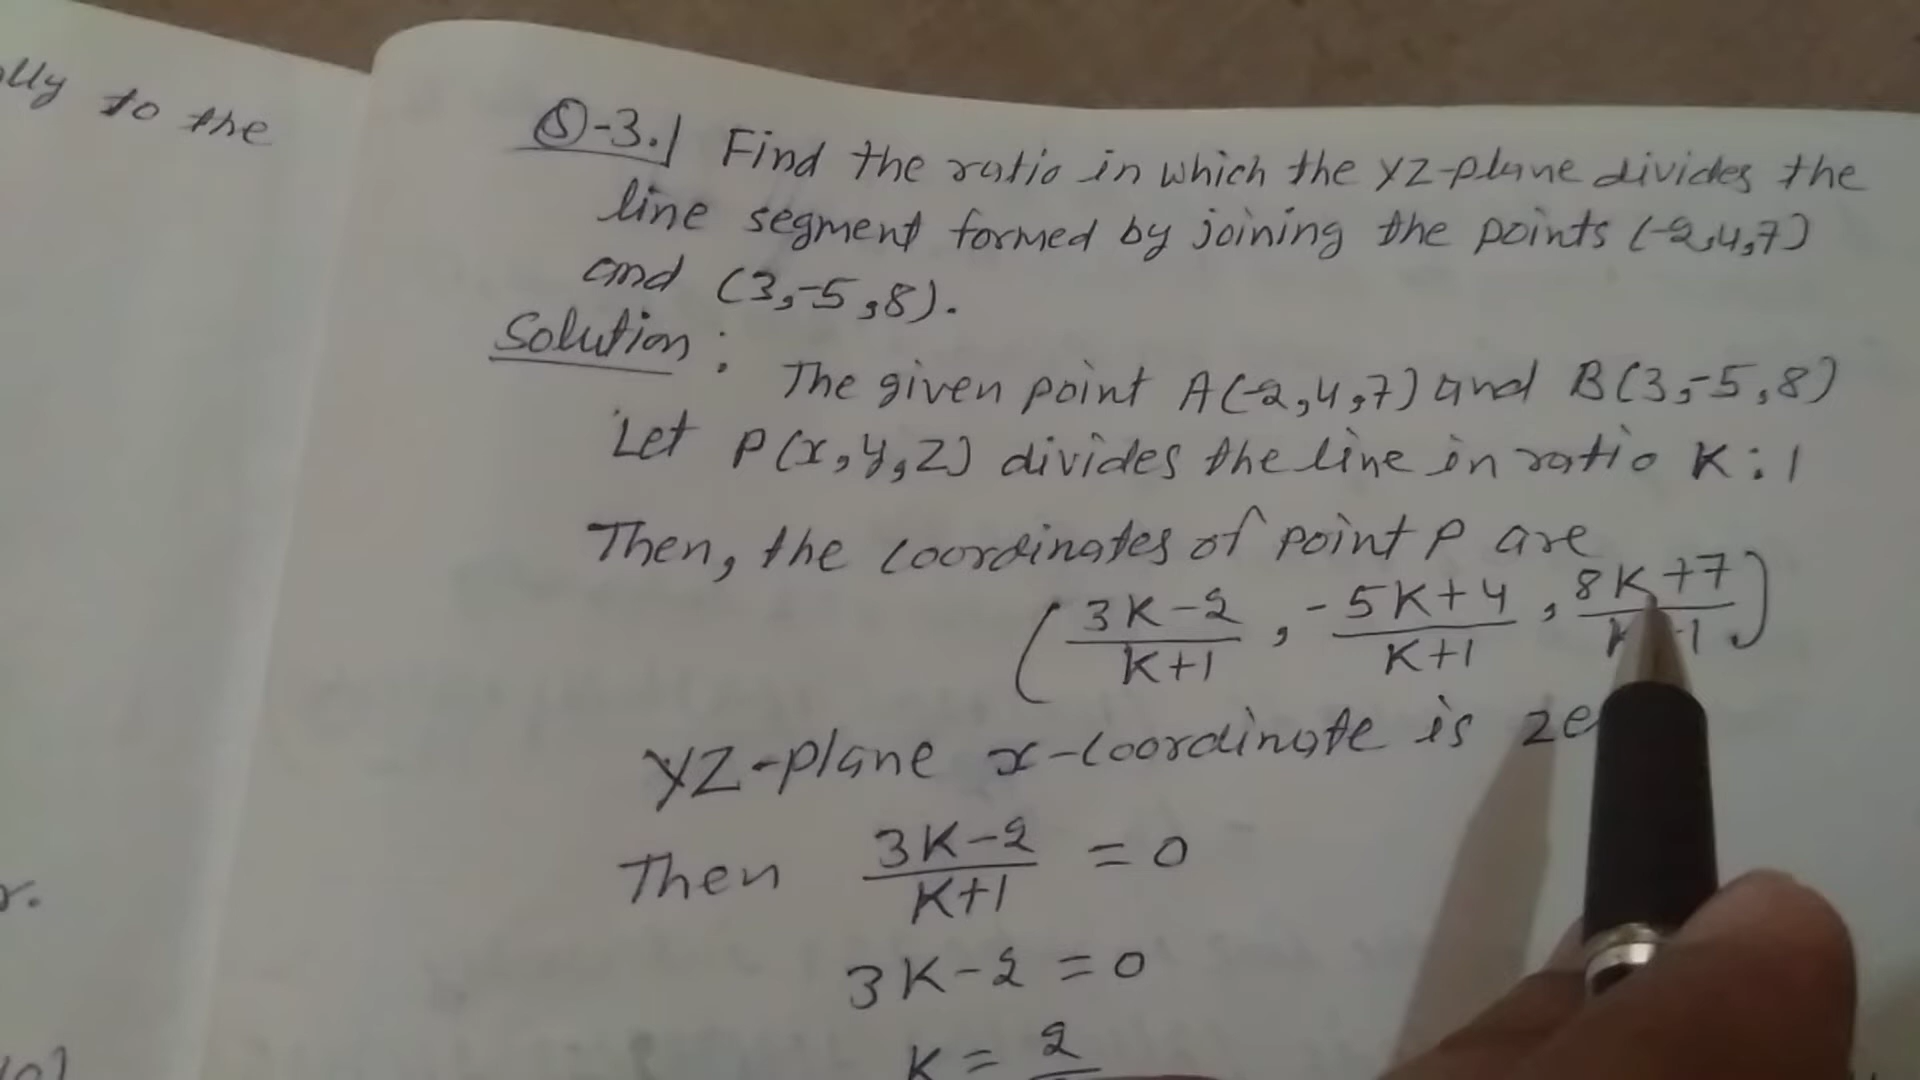 to the
Q-3.| Find the ratio in which the YZ-plane divides the
line segment formed by joining the points (-2,4,7)
and (3,-5,8).
Solution: The given point A(-2,4,7) and B(3,-5,8)
Let P(x,y,z) divides the line in ratio K:1
Then, the coordinates of point P are
(3K-2/K+1, -5K+4/K+1, 8K+7/K+1)
YZ-plane x-coordinate is
Then 3K-2/K+1 = 0
3K-2 = 0
K = 2